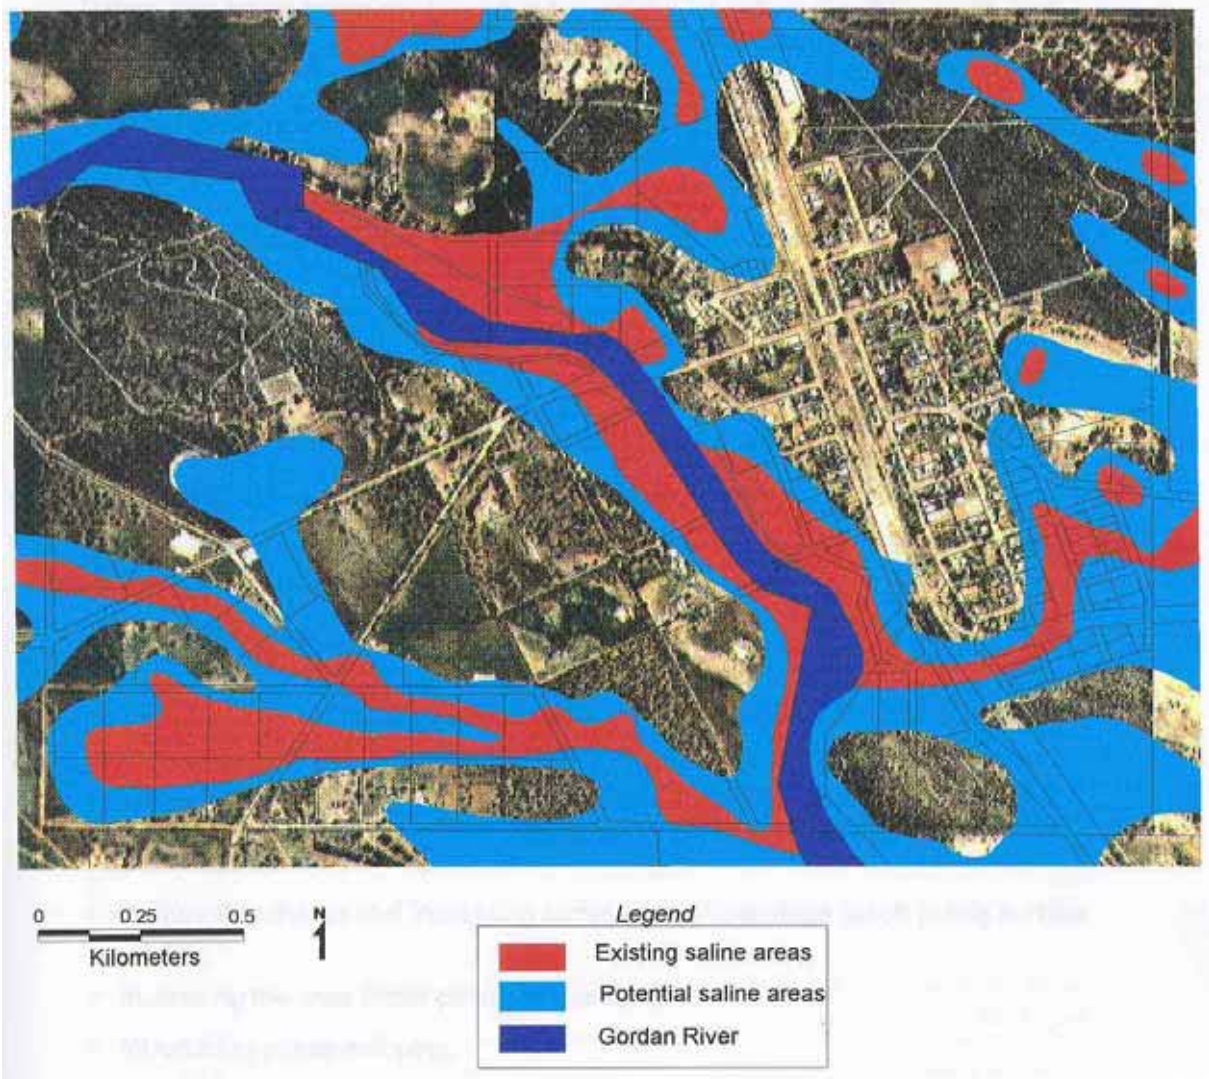 0 0.25 0.5
Kilometers
N
Legend
Existing saline areas
Potential saline areas
Gordan River